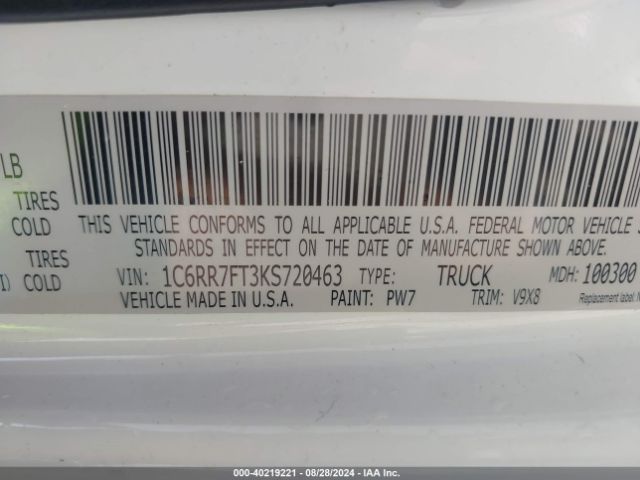 LB
TIRES
COLD
THIS VEHICLE CONFORMS TO ALL APPLICABLE U.S.A. FEDERAL MOTOR VEHICLE
STANDARDS IN EFFECT ON THE DATE OF MANUFACTURE SHOWN ABOVE.
TIRES
) COLD
VIN: 1C6RR7FT3KS720463 TYPE: TRUCK MDH: 100300
VEHICLE MADE IN U.S.A. PAINT: PW7 TRIM: V9X8
Replacement label
000-40219221 - 08/28/2024 - IAA Inc.